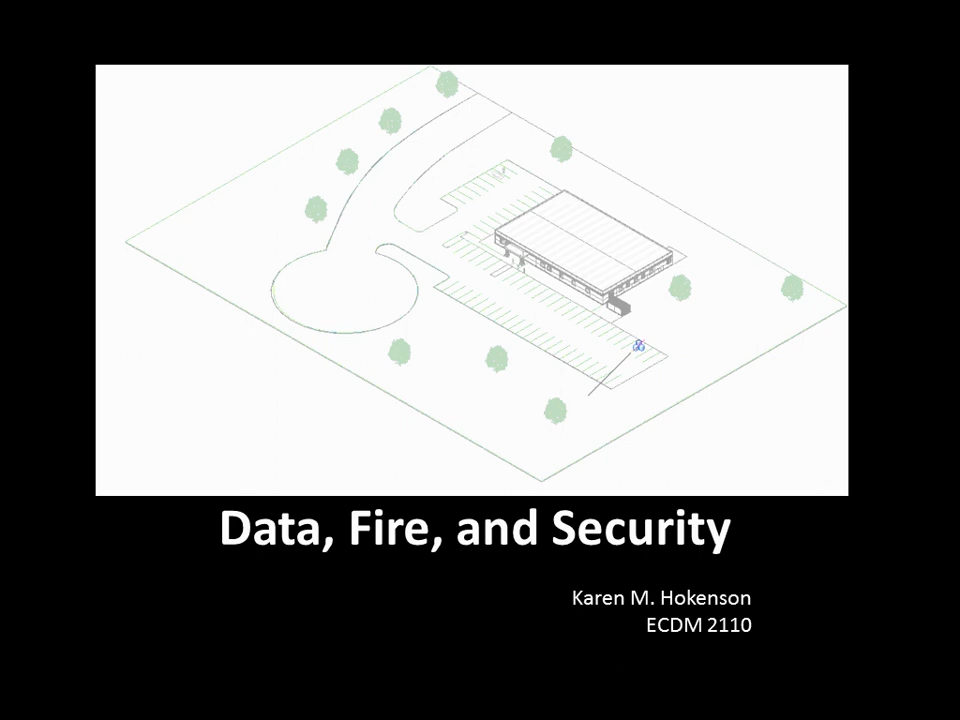 Data, Fire, and Security
Karen M. Hokenson
ECDM 2110